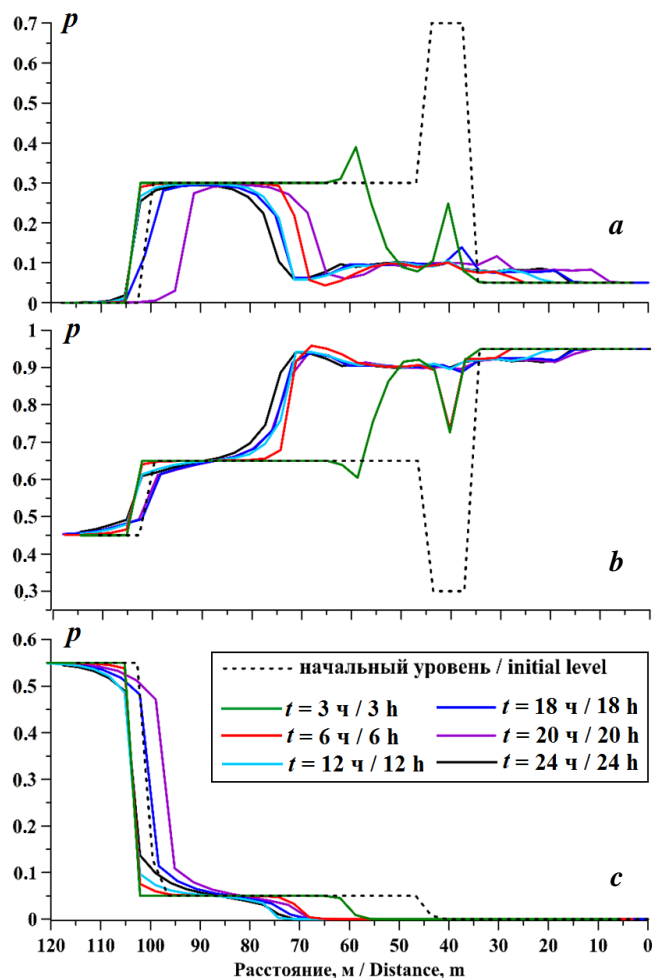 p
0.7
0.6
0.5
0.4
0.3
0.2
0.1
0
a
p
1
0.9
0.8
0.7
0.6
0.5
0.4
0.3
b
p
0.6
0.5
0.4
0.3
0.2
0.1
0
начальный уровень / initial level
t = 3 ч / 3 h
t = 18 ч / 18 h
t = 6 ч / 6 h
t = 20 ч / 20 h
t = 12 ч / 12 h
t = 24 ч / 24 h
c
120 110 100 90 80 70 60 50 40 30 20 10 0
Расстояние, м / Distance, m